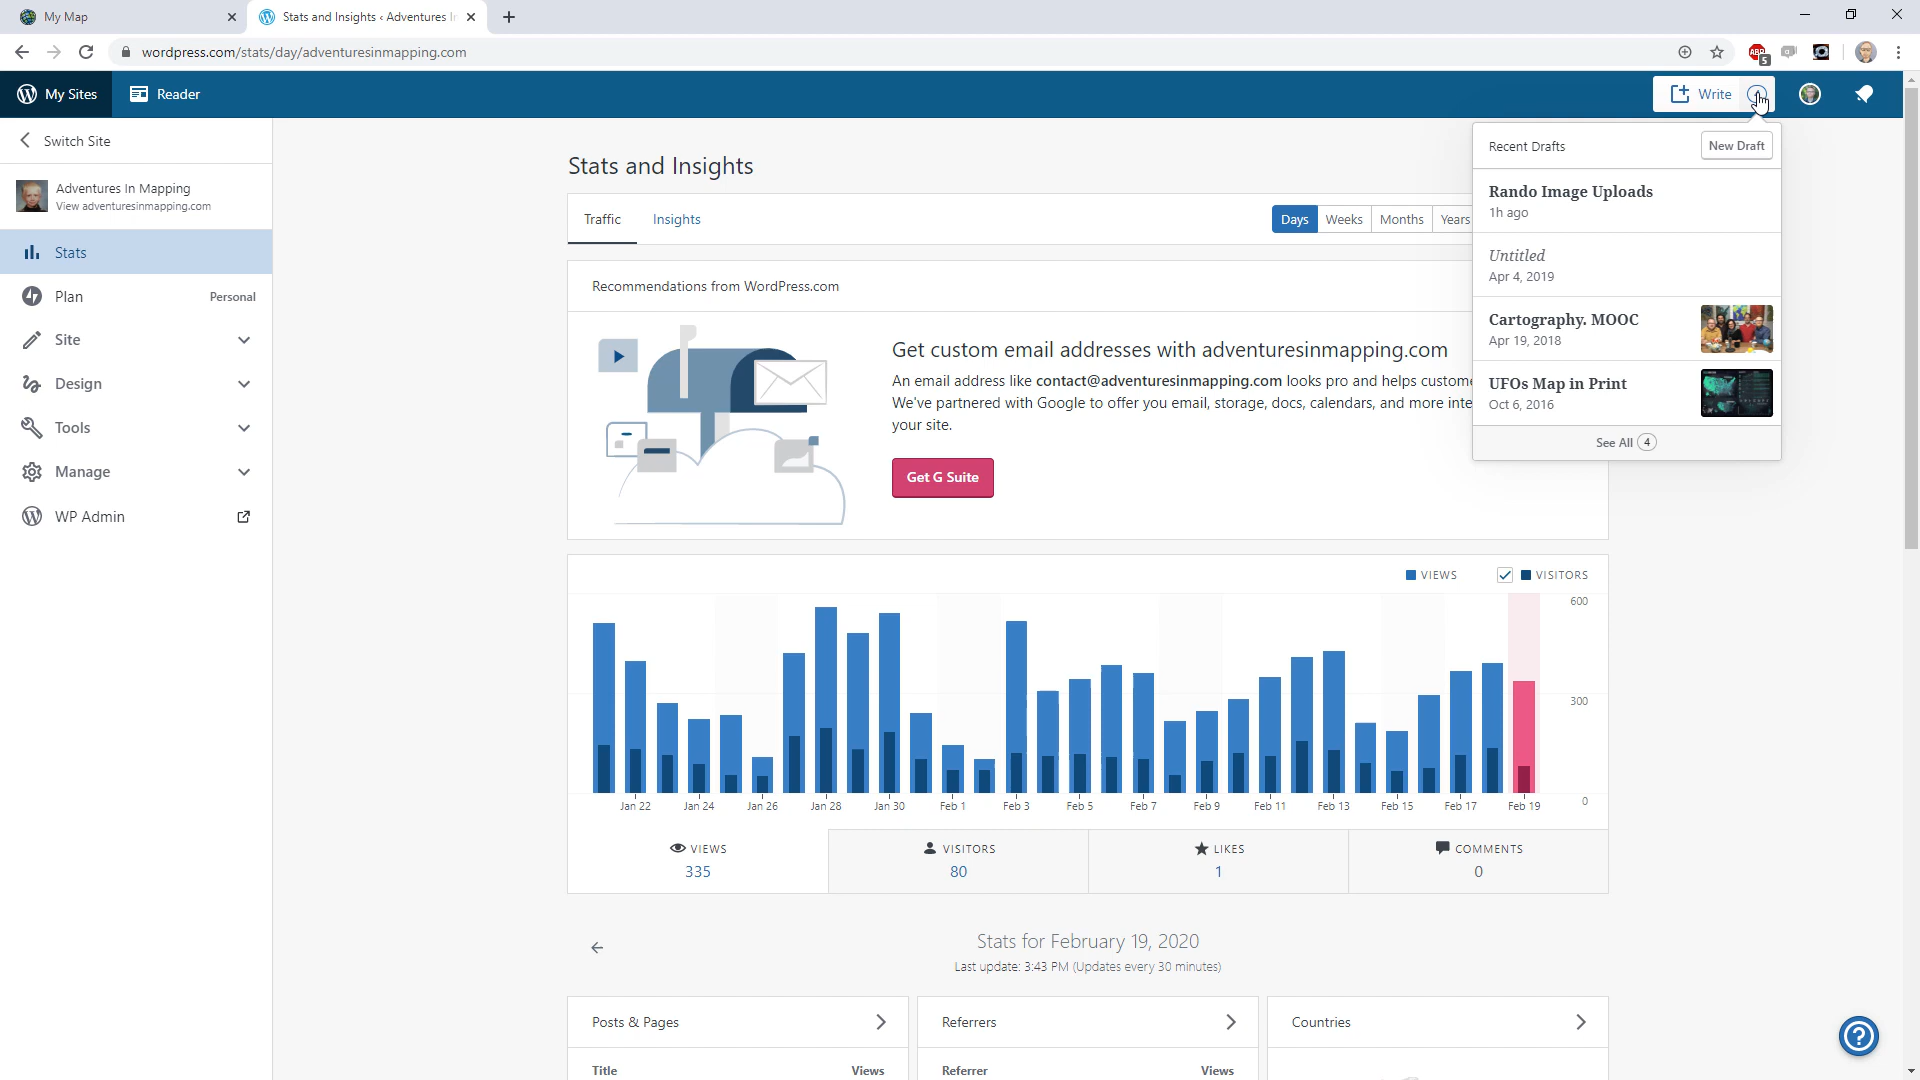 My Map
Stats and Insights ‹ Adventures I
wordpress.com/stats/day/adventuresinmapping.com
ABP
5
My Sites
Reader
Write
Switch Site
Adventures In Mapping
View adventuresinmapping.com
Stats
Plan
Personal
Site
Design
Tools
Manage
WP Admin
Stats and Insights
Traffic
Insights
Days
Weeks
Months
Years
Recent Drafts
New Draft
Rando Image Uploads
1h ago
Untitled
Apr 4, 2019
Cartography. MOOC
Apr 19, 2018
UFOs Map in Print
Oct 6, 2016
See All 4
Recommendations from WordPress.com
Get custom email addresses with adventuresinmapping.com
An email address like contact@adventuresinmapping.com looks pro and helps custome
We've partnered with Google to offer you email, storage, docs, calendars, and more inte
your site.
Get G Suite
VIEWS
VISITORS
600
300
0
Jan 22
Jan 24
Jan 26
Jan 28
Jan 30
Feb 1
Feb 3
Feb 5
Feb 7
Feb 9
Feb 11
Feb 13
Feb 15
Feb 17
Feb 19
VIEWS
335
VISITORS
80
LIKES
1
COMMENTS
0
Stats for February 19, 2020
Last update: 3:43 PM (Updates every 30 minutes)
Posts & Pages
Title
Views
Referrers
Referrer
Views
Countries